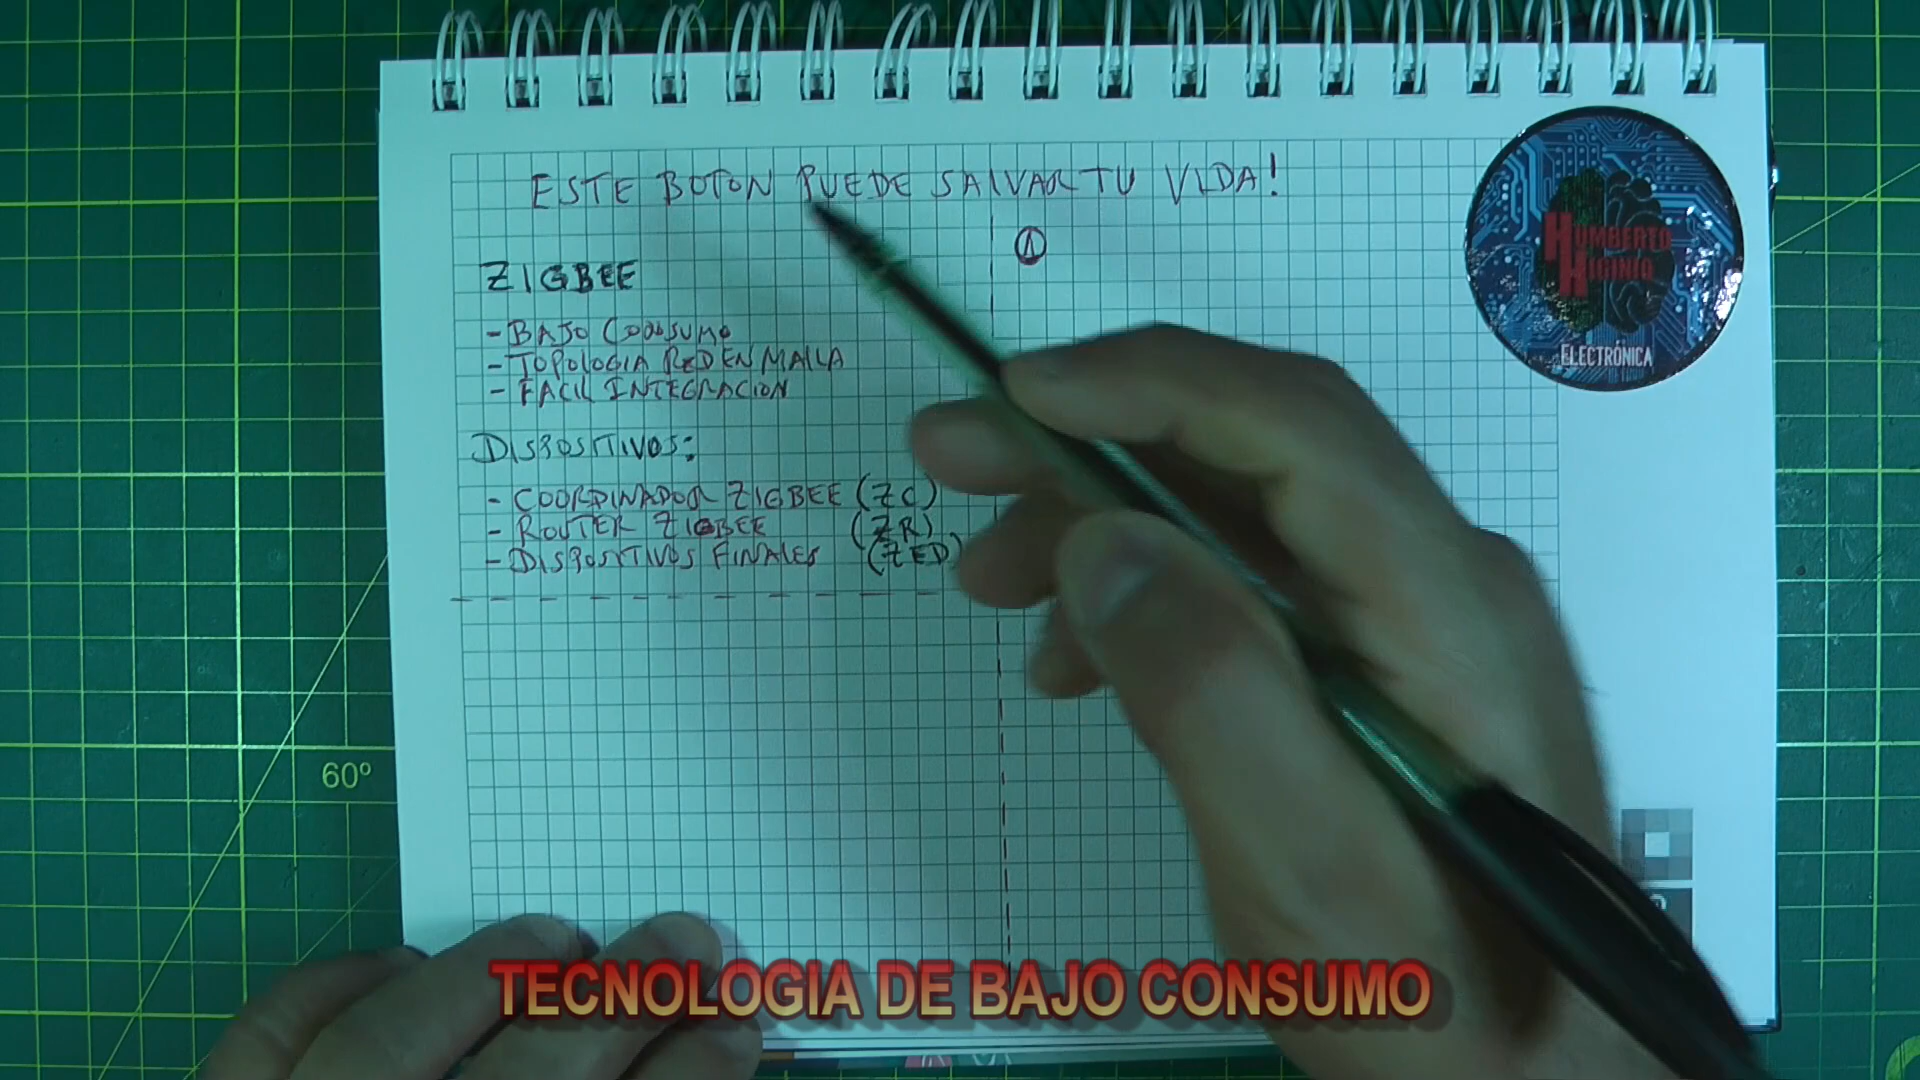 ESTE BOTON PUEDE SALVAR TU VIDA!
1
ZIGBEE
- BAJO CONSUMO
- TOPOLOGIA RED EN MALLA
- FACIL INTEGRACION
DISPOSITIVOS:
- COORDINADOR ZIGBEE (ZC)
- ROUTER ZIGBEE (ZR)
- DISPOSITIVOS FINALES (ZED)
HUMBERTO
HIGINIO
ELECTRÓNICA
60º
TECNOLOGIA DE BAJO CONSUMO